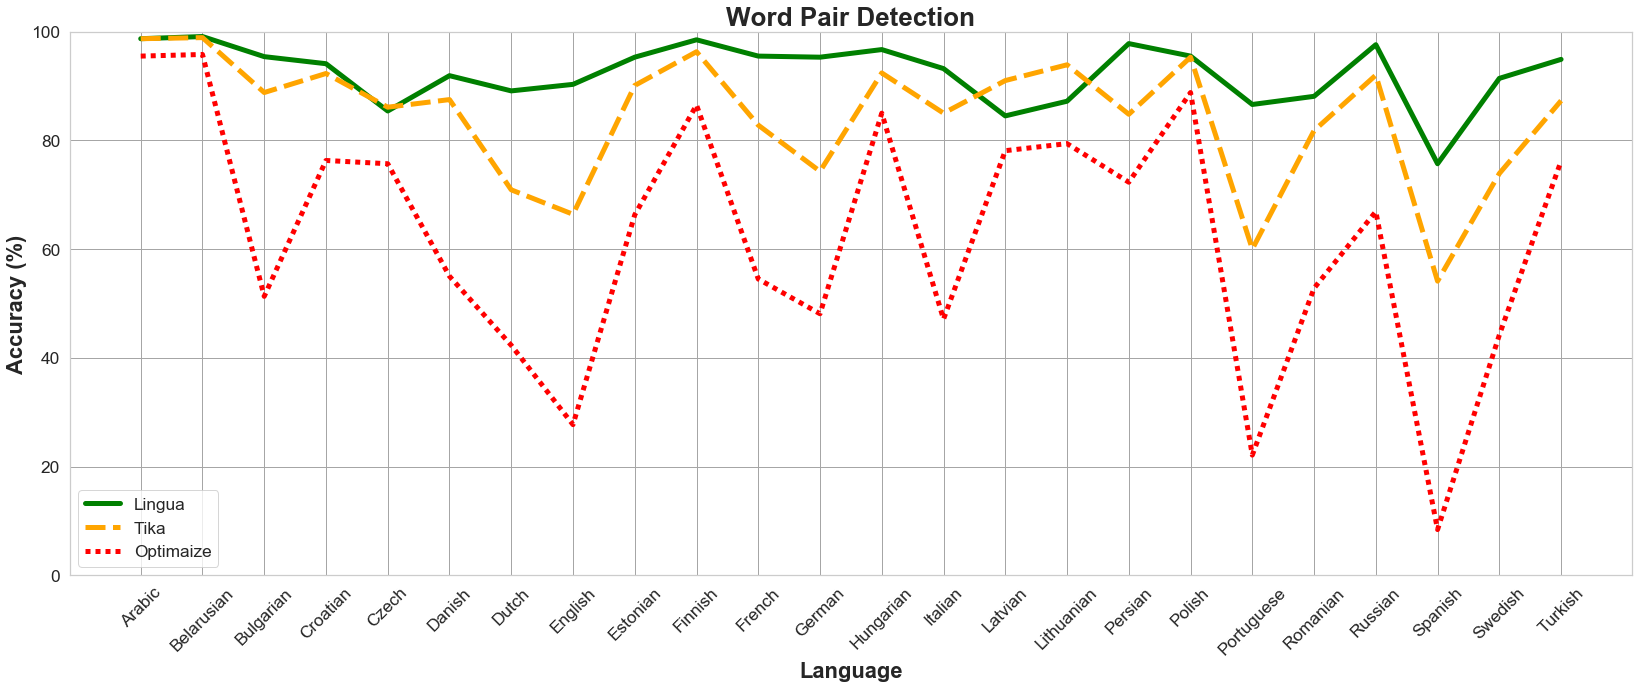 Word Pair Detection
Accuracy (%)
100
80
60
40
20
0
Lingua
Tika
Optimaize
Arabic
Belarusian
Bulgarian
Croatian
Czech
Danish
Dutch
English
Estonian
Finnish
French
German
Hungarian
Italian
Latvian
Lithuanian
Persian
Polish
Portuguese
Romanian
Russian
Spanish
Swedish
Turkish
Language